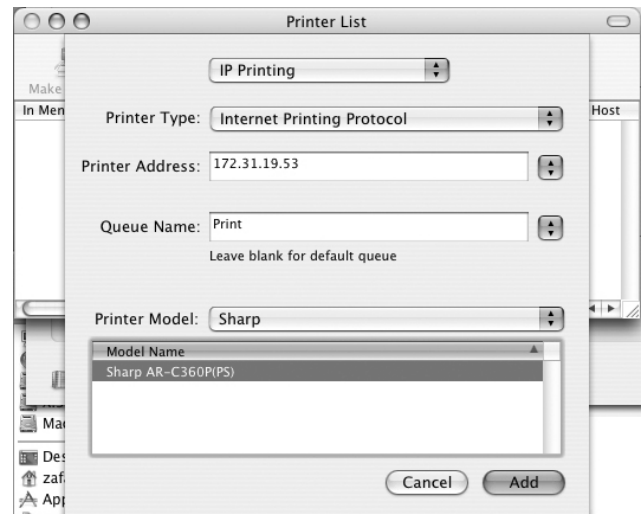 Printer List
IP Printing
Make
In Men
Host
Printer Type: Internet Printing Protocol
Printer Address: 172.31.19.53
Queue Name: Print
Leave blank for default queue
Printer Model: Sharp
Model Name
Sharp AR-C360P(PS)
Mac
Des
zafa
App
Cancel
Add